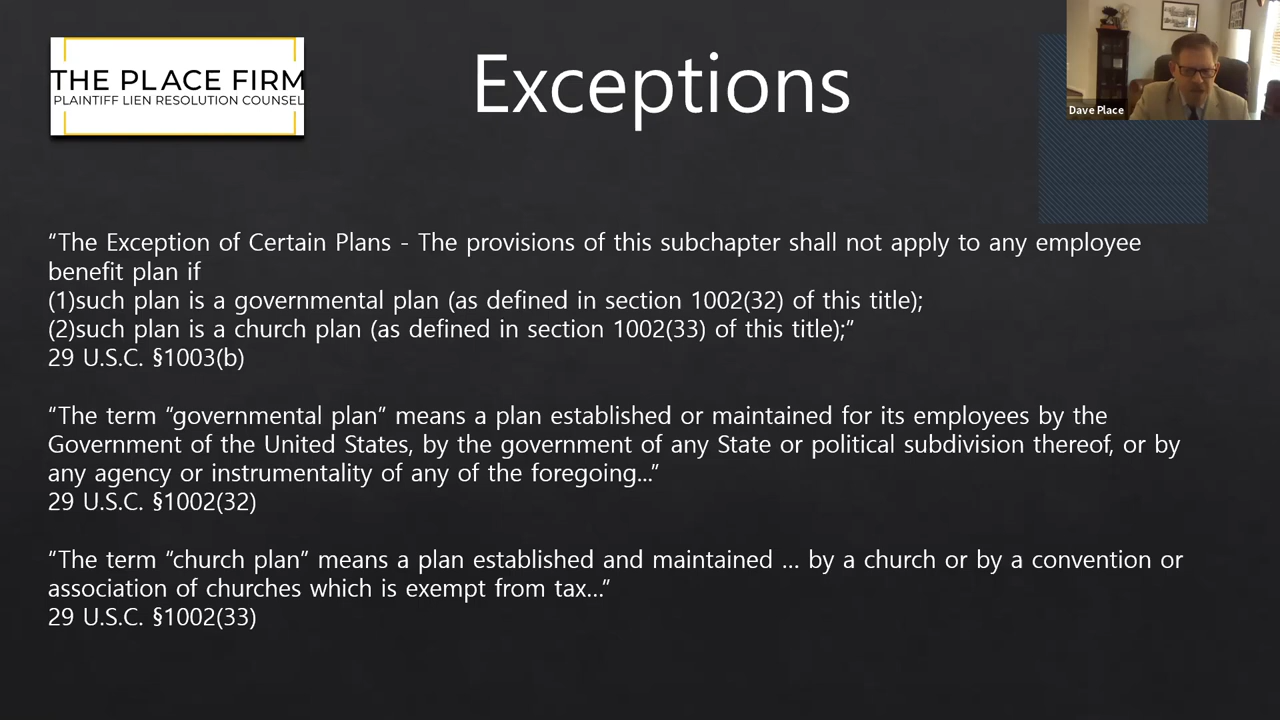 THE PLACE FIRM
PLAINTIFF LIEN RESOLUTION COUNSEL
Exceptions
Dave Place
“The Exception of Certain Plans - The provisions of this subchapter shall not apply to any employee
benefit plan if
(1)such plan is a governmental plan (as defined in section 1002(32) of this title);
(2)such plan is a church plan (as defined in section 1002(33) of this title);”
29 U.S.C. §1003(b)
“The term “governmental plan” means a plan established or maintained for its employees by the
Government of the United States, by the government of any State or political subdivision thereof, or by
any agency or instrumentality of any of the foregoing...”
29 U.S.C. §1002(32)
“The term “church plan” means a plan established and maintained ... by a church or by a convention or
association of churches which is exempt from tax...”
29 U.S.C. §1002(33)